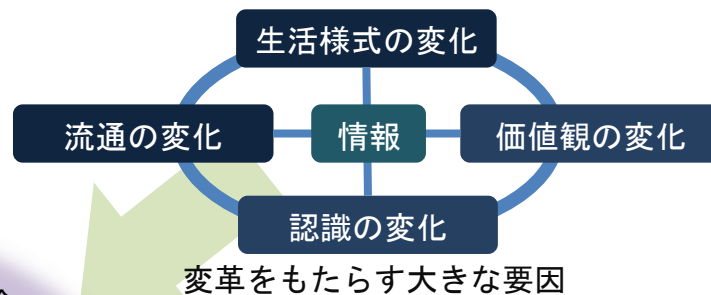 生活様式の変化
流通の変化
情報
価値観の変化
認識の変化
変革をもたらす大きな要因